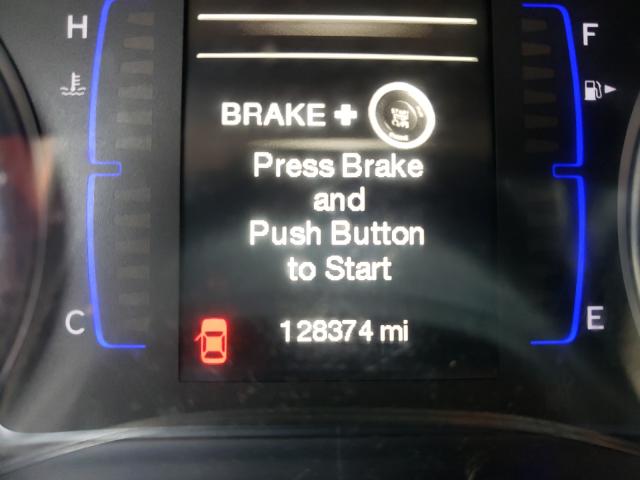 H
F
BRAKE +
Press Brake
and
Push Button
to Start
C
E
128374 mi